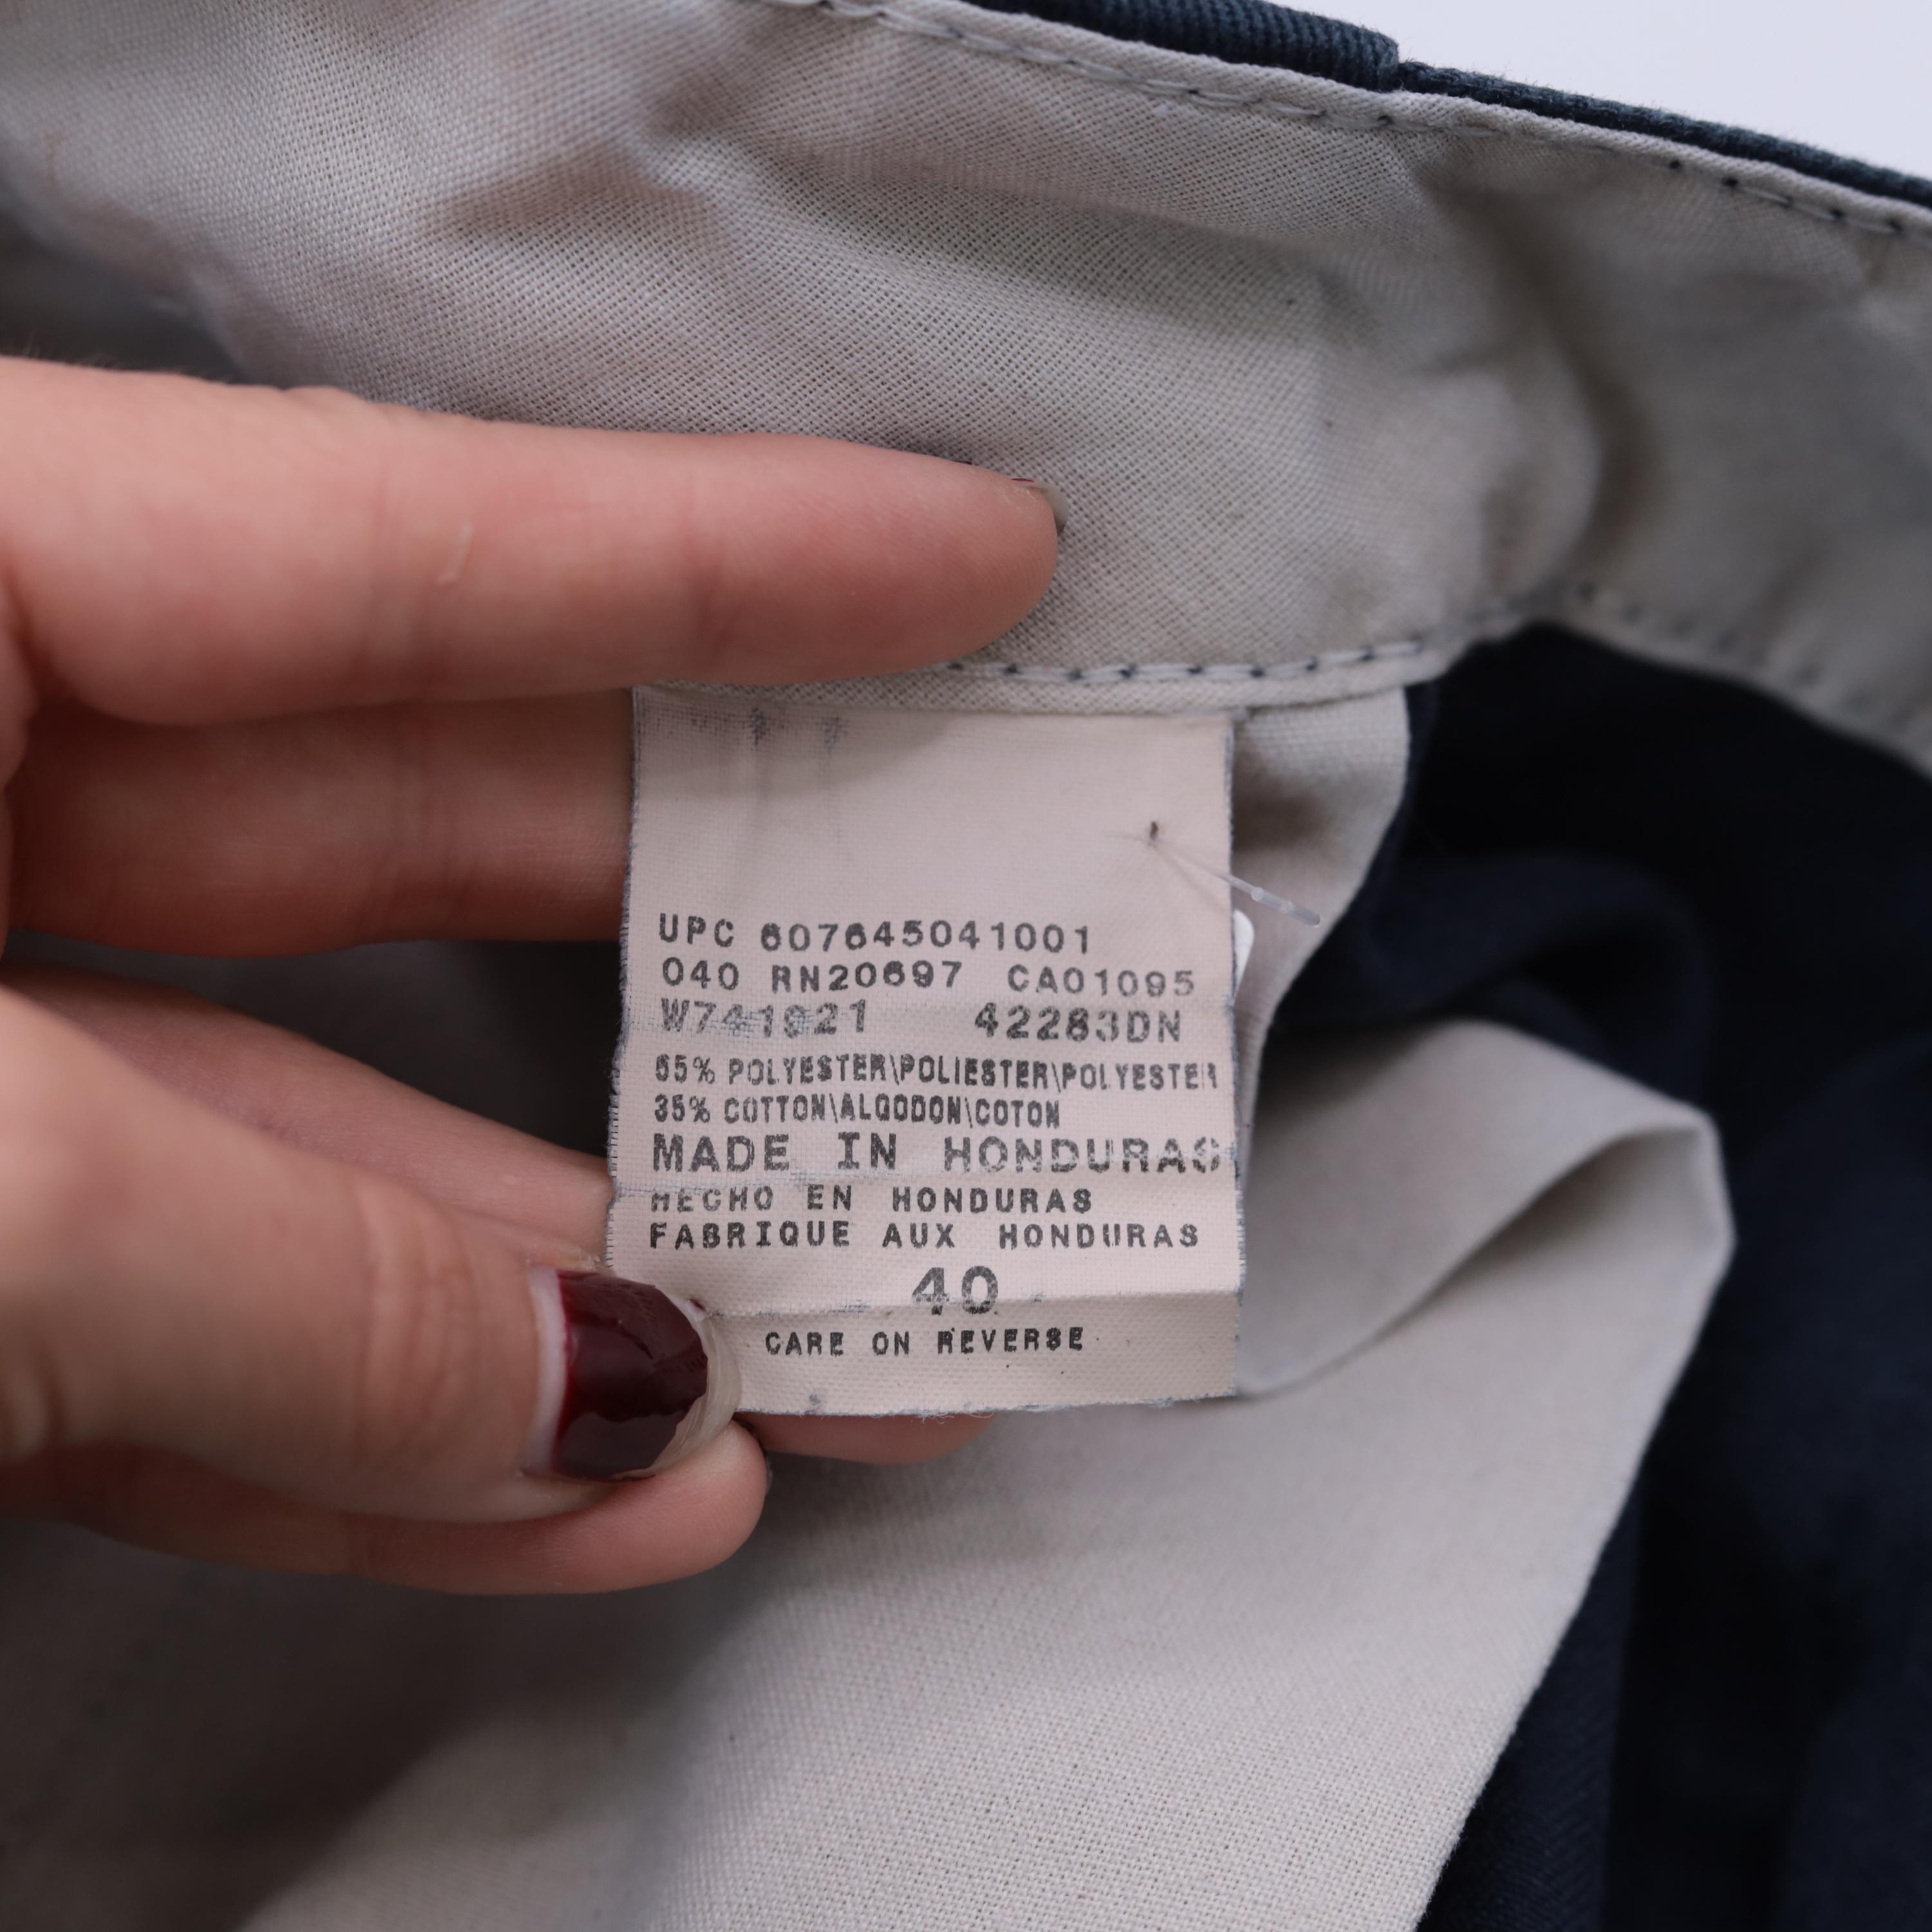 UPC 607645041001
040 RN20697 CA01095
W741921 42283DN
65% POLYESTER\POLIESTER\POLYESTER
35% COTTON\ALGODON\COTON
MADE IN HONDURAS
HECHO EN HONDURAS
FABRIQUE AUX HONDURAS
40
CARE ON REVERSE